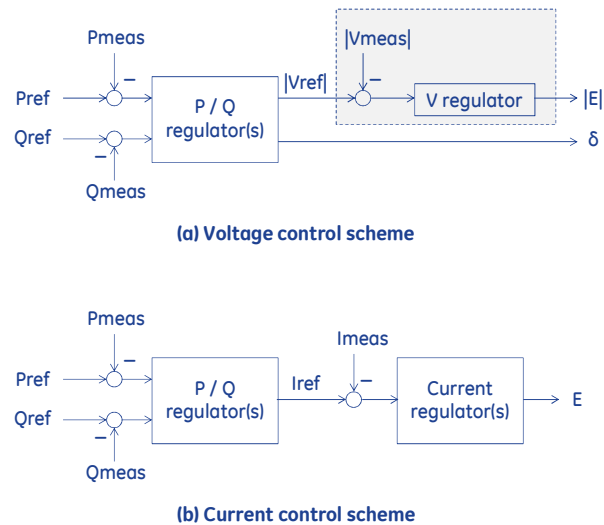 Pmeas
|Vmeas|
−
−
Pref
|Vref|
V regulator
|E|
P / Q
regulator(s)
Qref
−
δ
Qmeas
(a) Voltage control scheme
Pmeas
Imeas
−
−
Pref
P / Q
regulator(s)
Iref
Current
regulator(s)
E
Qref
−
Qmeas
(b) Current control scheme